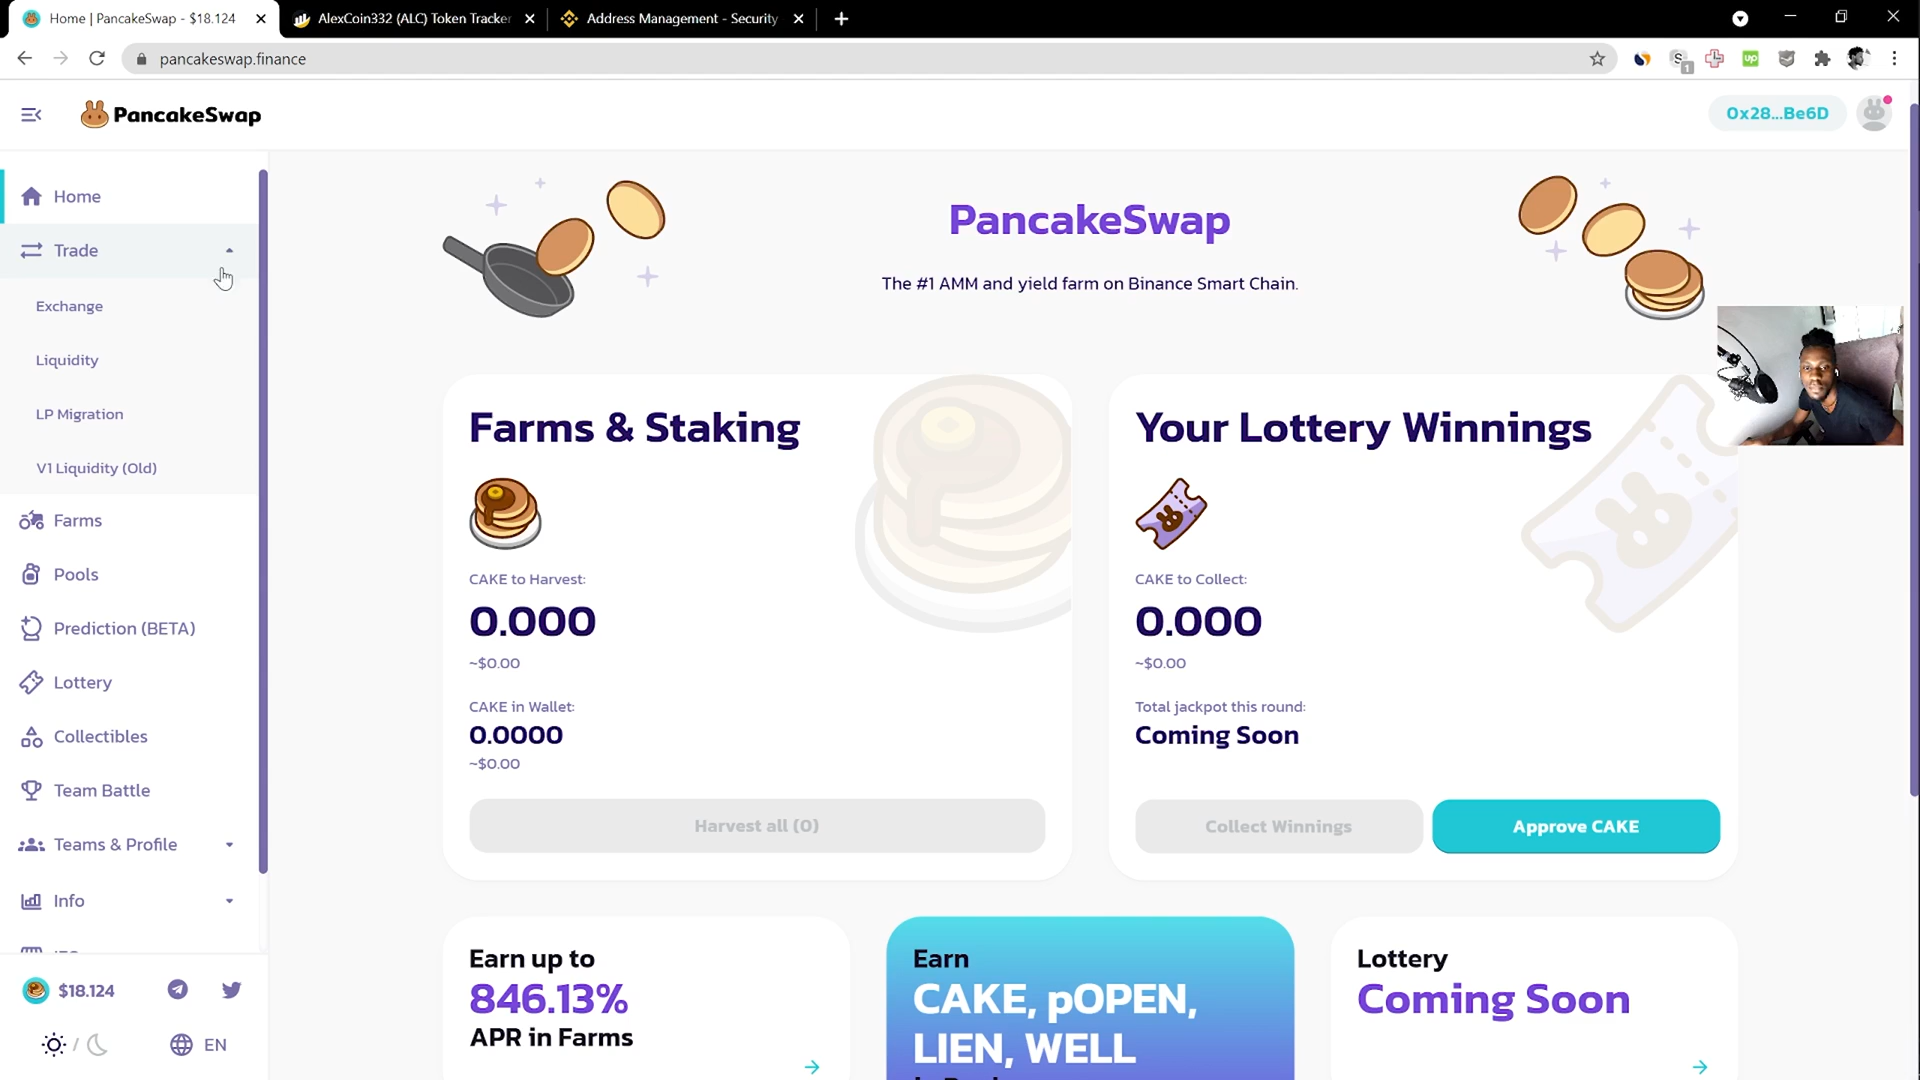 Home | PancakeSwap - $18.124
AlexCoin332 (ALC) Token Tracker
Address Management - Security
pancakeswap.finance
S
1
UP
PancakeSwap
0x28...Be6D
Home
Trade
Exchange
Liquidity
LP Migration
V1 Liquidity (Old)
Farms
Pools
Prediction (BETA)
Lottery
Collectibles
Team Battle
Teams & Profile
Info
$18.124
/
EN
PancakeSwap
The #1 AMM and yield farm on Binance Smart Chain.
Farms & Staking
CAKE to Harvest:
0.000
~$0.00
CAKE in Wallet:
0.0000
~$0.00
Harvest all (0)
Your Lottery Winnings
CAKE to Collect:
0.000
~$0.00
Total jackpot this round:
Coming Soon
Collect Winnings
Approve CAKE
Earn up to
846.13%
APR in Farms
Earn
CAKE, pOPEN,
LIEN, WELL
Lottery
Coming Soon